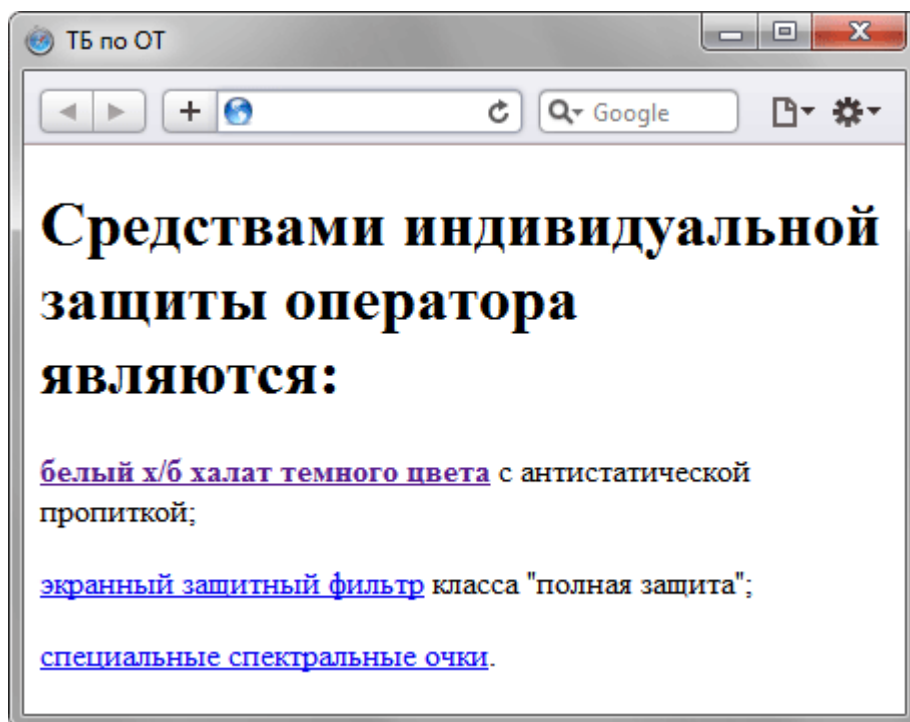 ТБ по ОТ
Google
Средствами индивидуальной
защиты оператора
являются:
белый х/б халат темного цвета с антистатической
пропиткой;
экранный защитный фильтр класса "полная защита";
специальные спектральные очки.